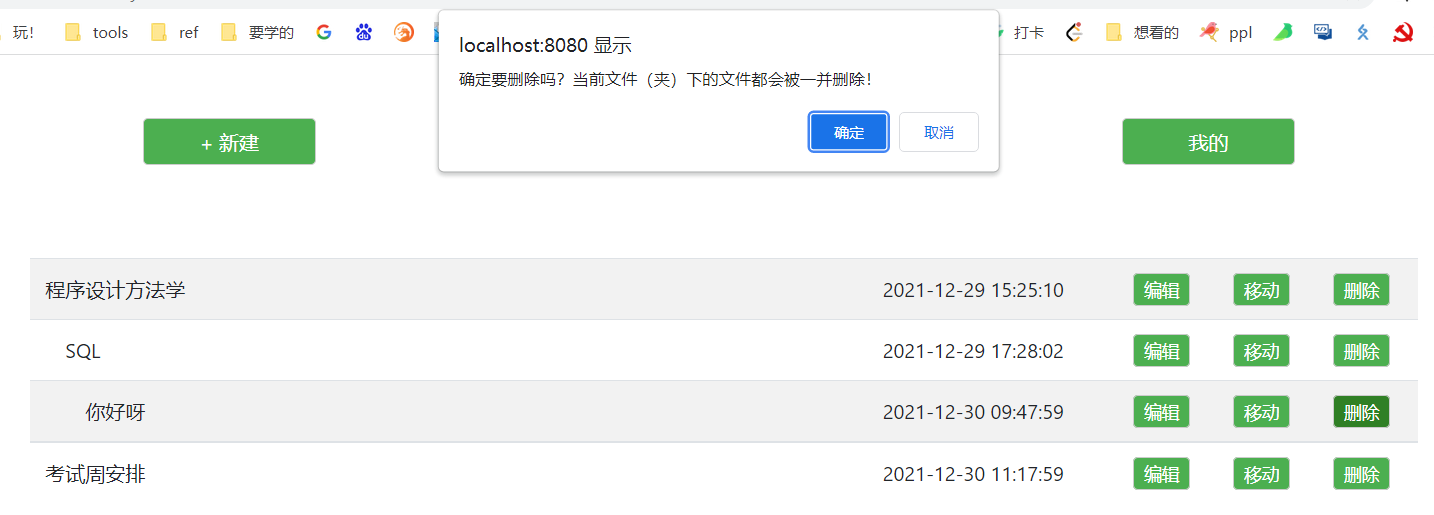 玩! tools ref 要学的 打卡 想看的 ppl
localhost:8080 显示
确定要删除吗？当前文件（夹）下的文件都会被一并删除！
确定 取消
+ 新建 我的
程序设计方法学 2021-12-29 15:25:10 编辑 移动 删除
SQL 2021-12-29 17:28:02 编辑 移动 删除
你好呀 2021-12-30 09:47:59 编辑 移动 删除
考试周安排 2021-12-30 11:17:59 编辑 移动 删除